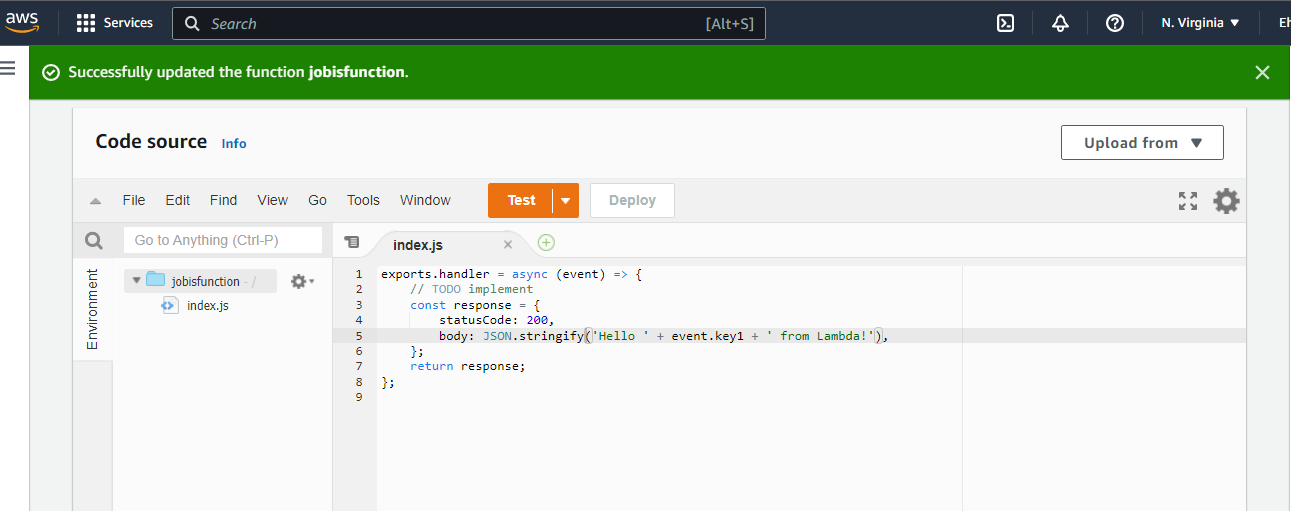 aws Services Search [Alt+S] N. Virginia
Successfully updated the function jobisfunction.
Code source Info Upload from
File Edit Find View Go Tools Window Test Deploy
Go to Anything (Ctrl-P) index.js
Environment
jobisfunction - /
index.js
1 exports.handler = async (event) => {
2 // TODO implement
3 const response = {
4 statusCode: 200,
5 body: JSON.stringify('Hello ' + event.key1 + ' from Lambda!'),
6 };
7 return response;
8 };
9